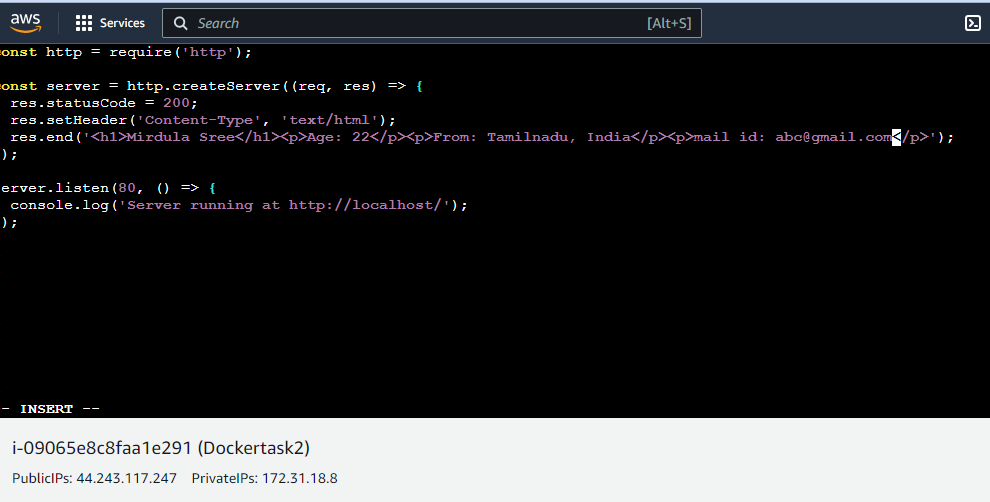 aws Services Search [Alt+S]
onst http = require('http');
onst server = http.createServer((req, res) => {
res.statusCode = 200;
res.setHeader('Content-Type', 'text/html');
res.end('<h1>Mirdula Sree</h1><p>Age: 22</p><p>From: Tamilnadu, India</p><p>mail id: abc@gmail.com</p>');
);
erver.listen(80, () => {
console.log('Server running at http://localhost/');
);
- INSERT --
i-09065e8c8faa1e291 (Dockertask2)
PublicIPs: 44.243.117.247 PrivateIPs: 172.31.18.8